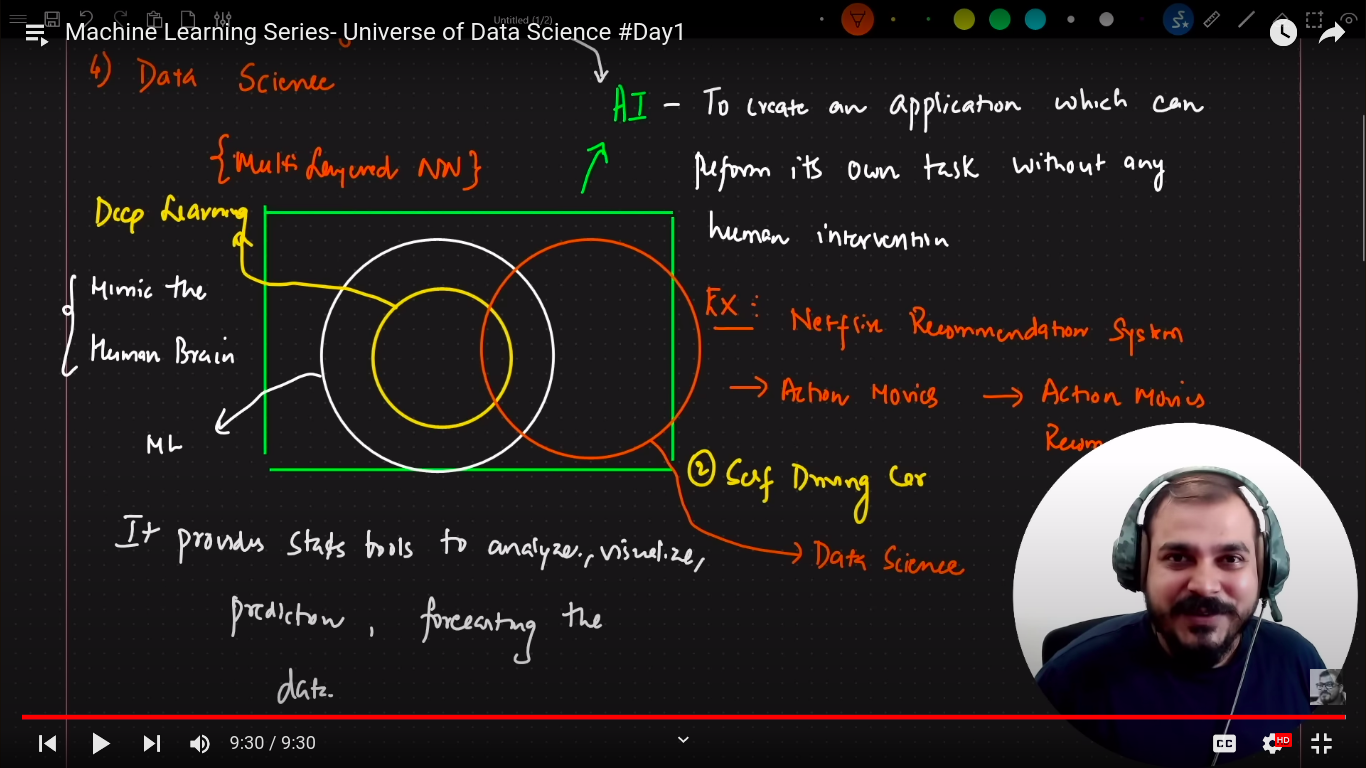 Untitled (1/2)
Machine Learning Series- Universe of Data Science #Day1
4) Data Science
AI - To create an application which can
peform its own task without any
human intervention
{Multi Layered NN}
Deep Learning
Mimic the
Human Brain
ML
Ex:
Netflix Recommendation System
→ Action Movies → Action Movies
Recom
② Self Driving Car
→ Data Science
It provides stats tools to analyze, visualize,
prediction, forecasting the
data.
9:30 / 9:30
CC
HD